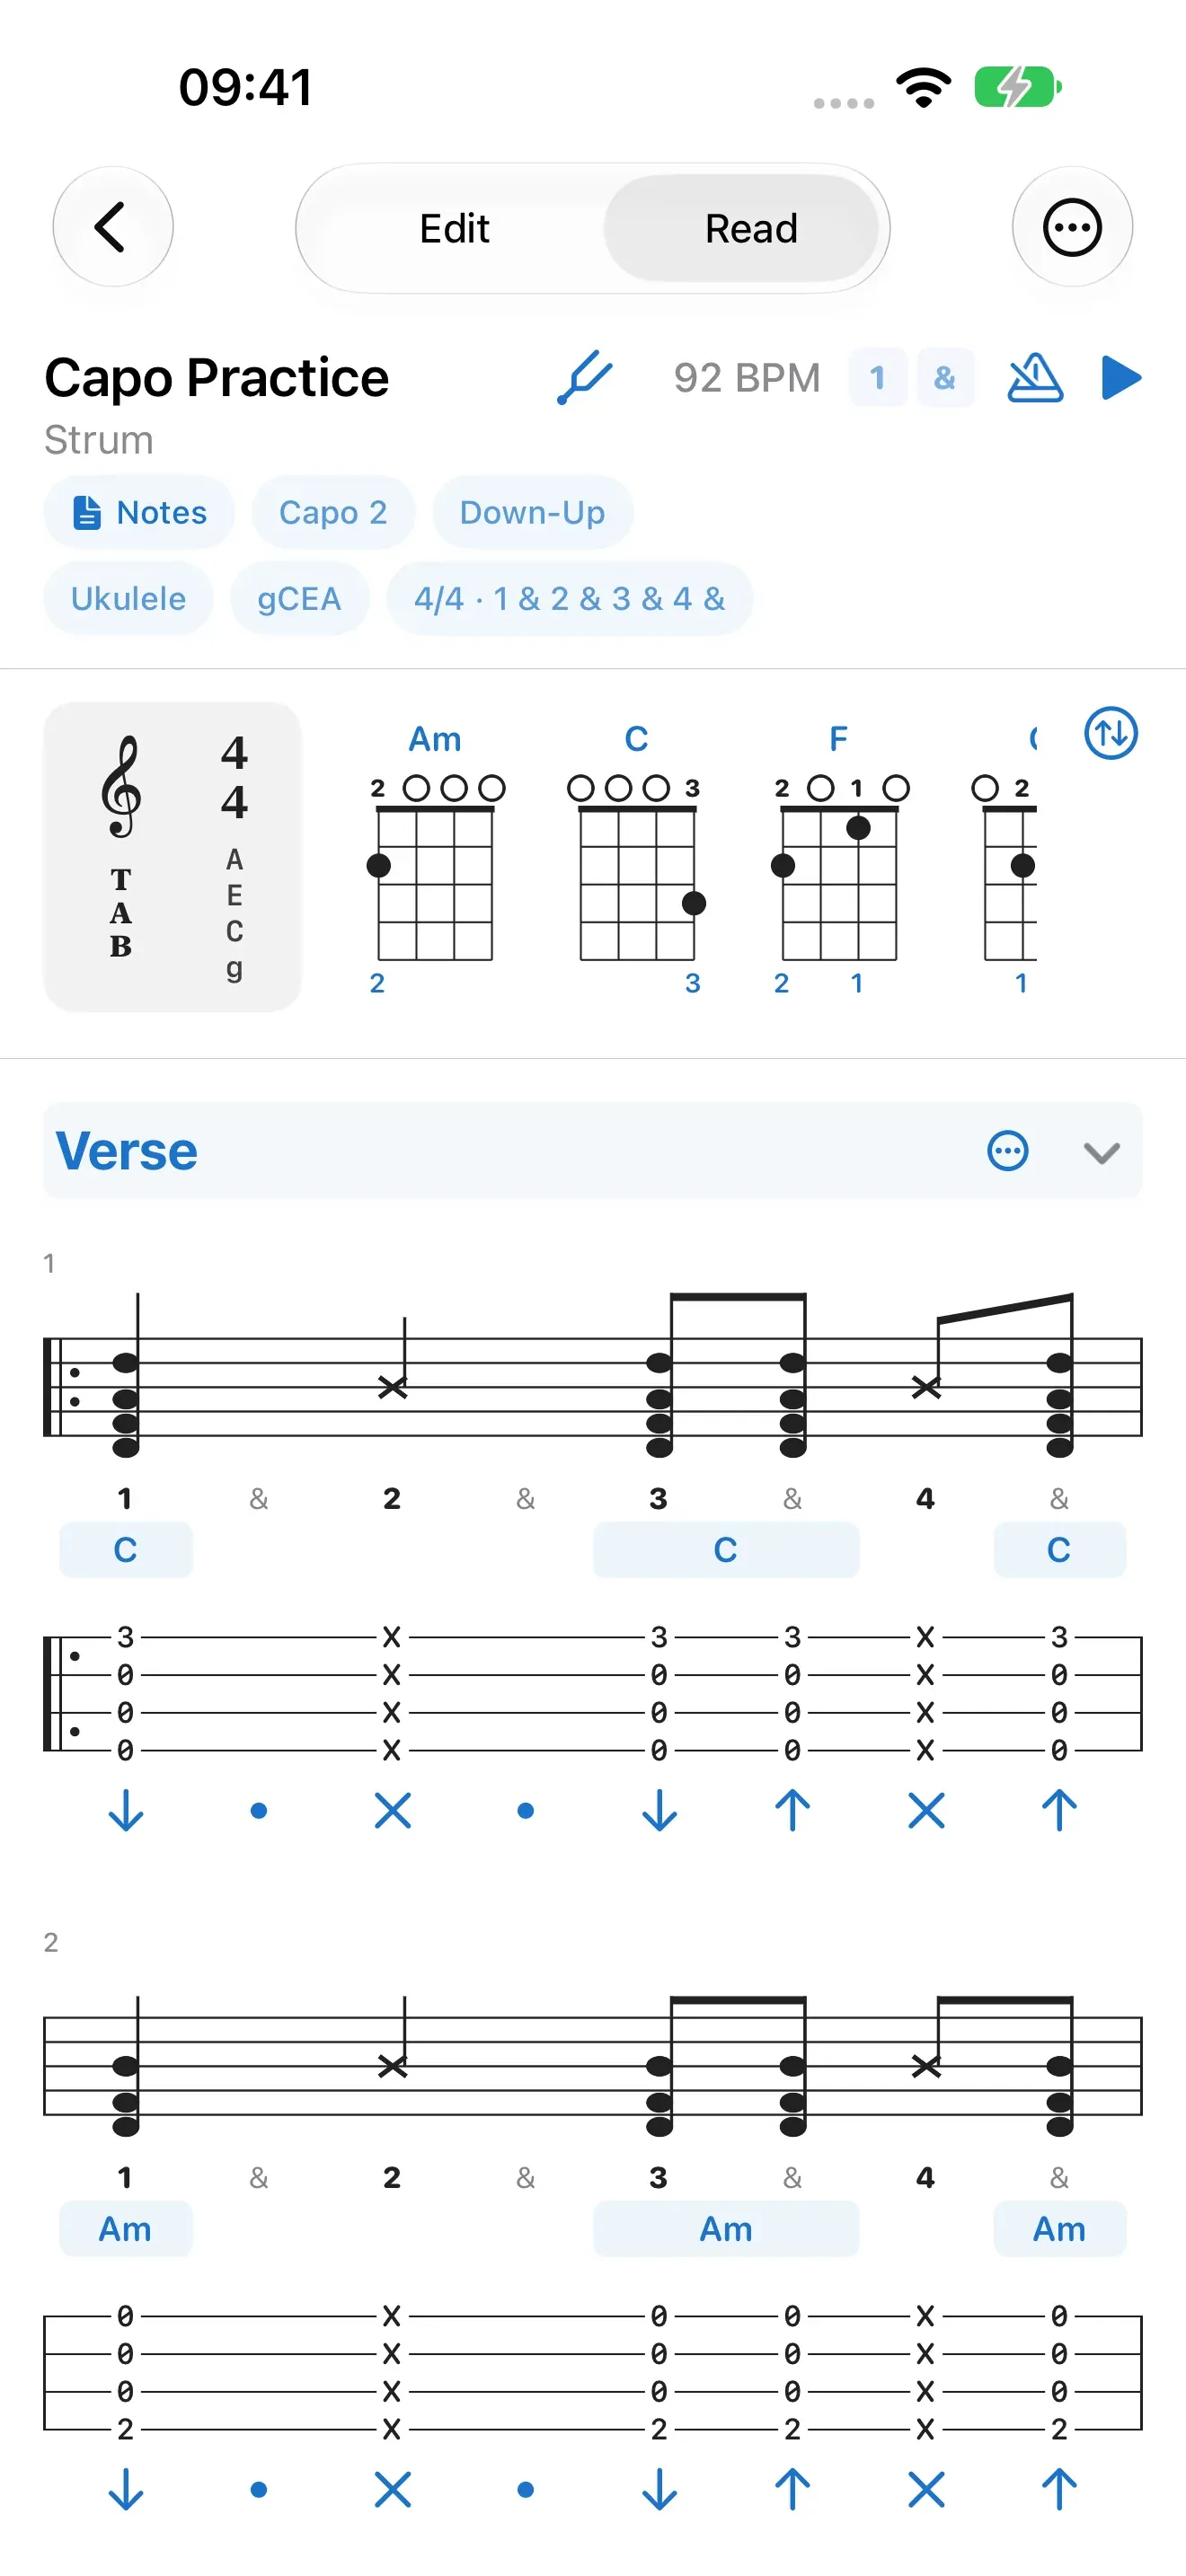 09:41
Edit Read
Capo Practice 92 BPM 1 &
Strum
Notes Capo 2 Down-Up
Ukulele gCEA 4/4 · 1 & 2 & 3 & 4 &
4
4
T
A
B
A
E
C
g
Am C F
2 3 2 1 2
2 3 2 1 1
Verse
1
1 & 2 & 3 & 4 &
C C C
3 X 3 3 X 3
0 X 0 0 X 0
0 X 0 0 X 0
0 X 0 0 X 0
2
1 & 2 & 3 & 4 &
Am Am Am
0 X 0 0 X 0
0 X 0 0 X 0
0 X 0 0 X 0
2 X 2 2 X 2